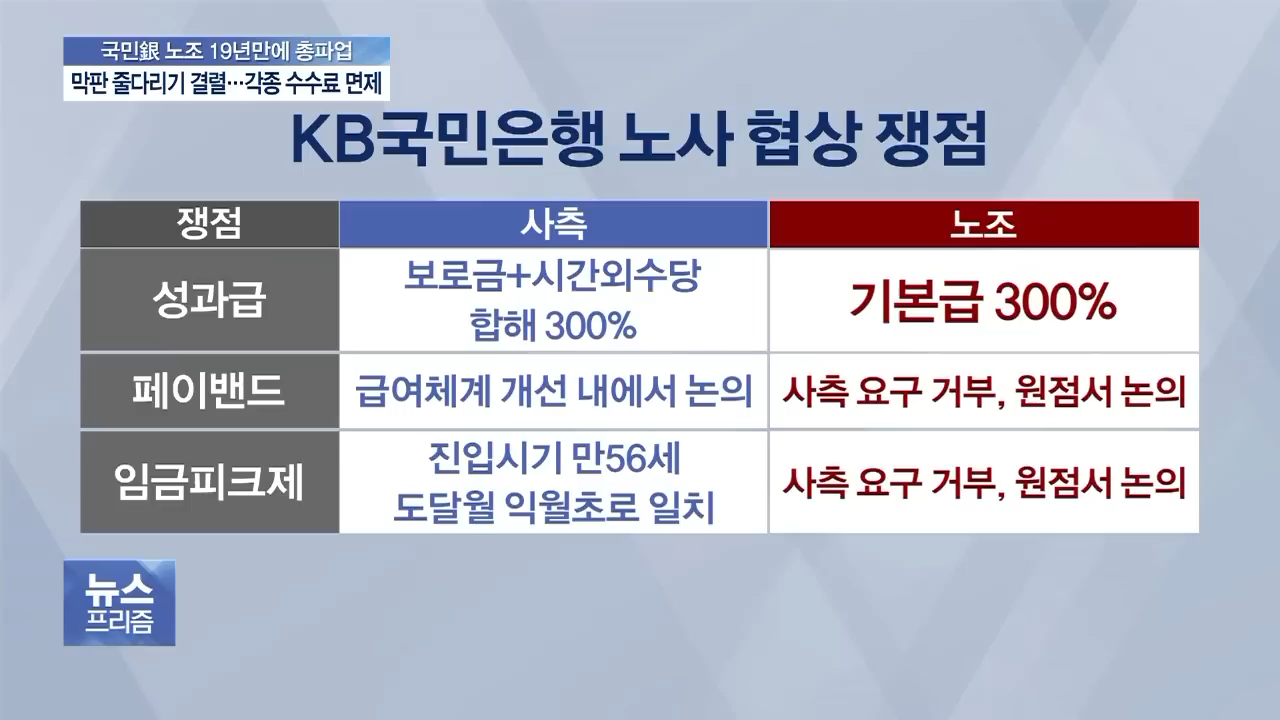 국민銀 노조 19년만에 총파업
막판 줄다리기 결렬…각종 수수료 면제
KB국민은행 노사 협상 쟁점
쟁점 사측 노조
성과급
보로금+시간외수당
합해 300%
기본급 300%
페이밴드 급여체계 개선 내에서 논의 사측 요구 거부, 원점서 논의
임금피크제
진입시기 만56세
도달월 익월초로 일치
사측 요구 거부, 원점서 논의
뉴스
프리즘